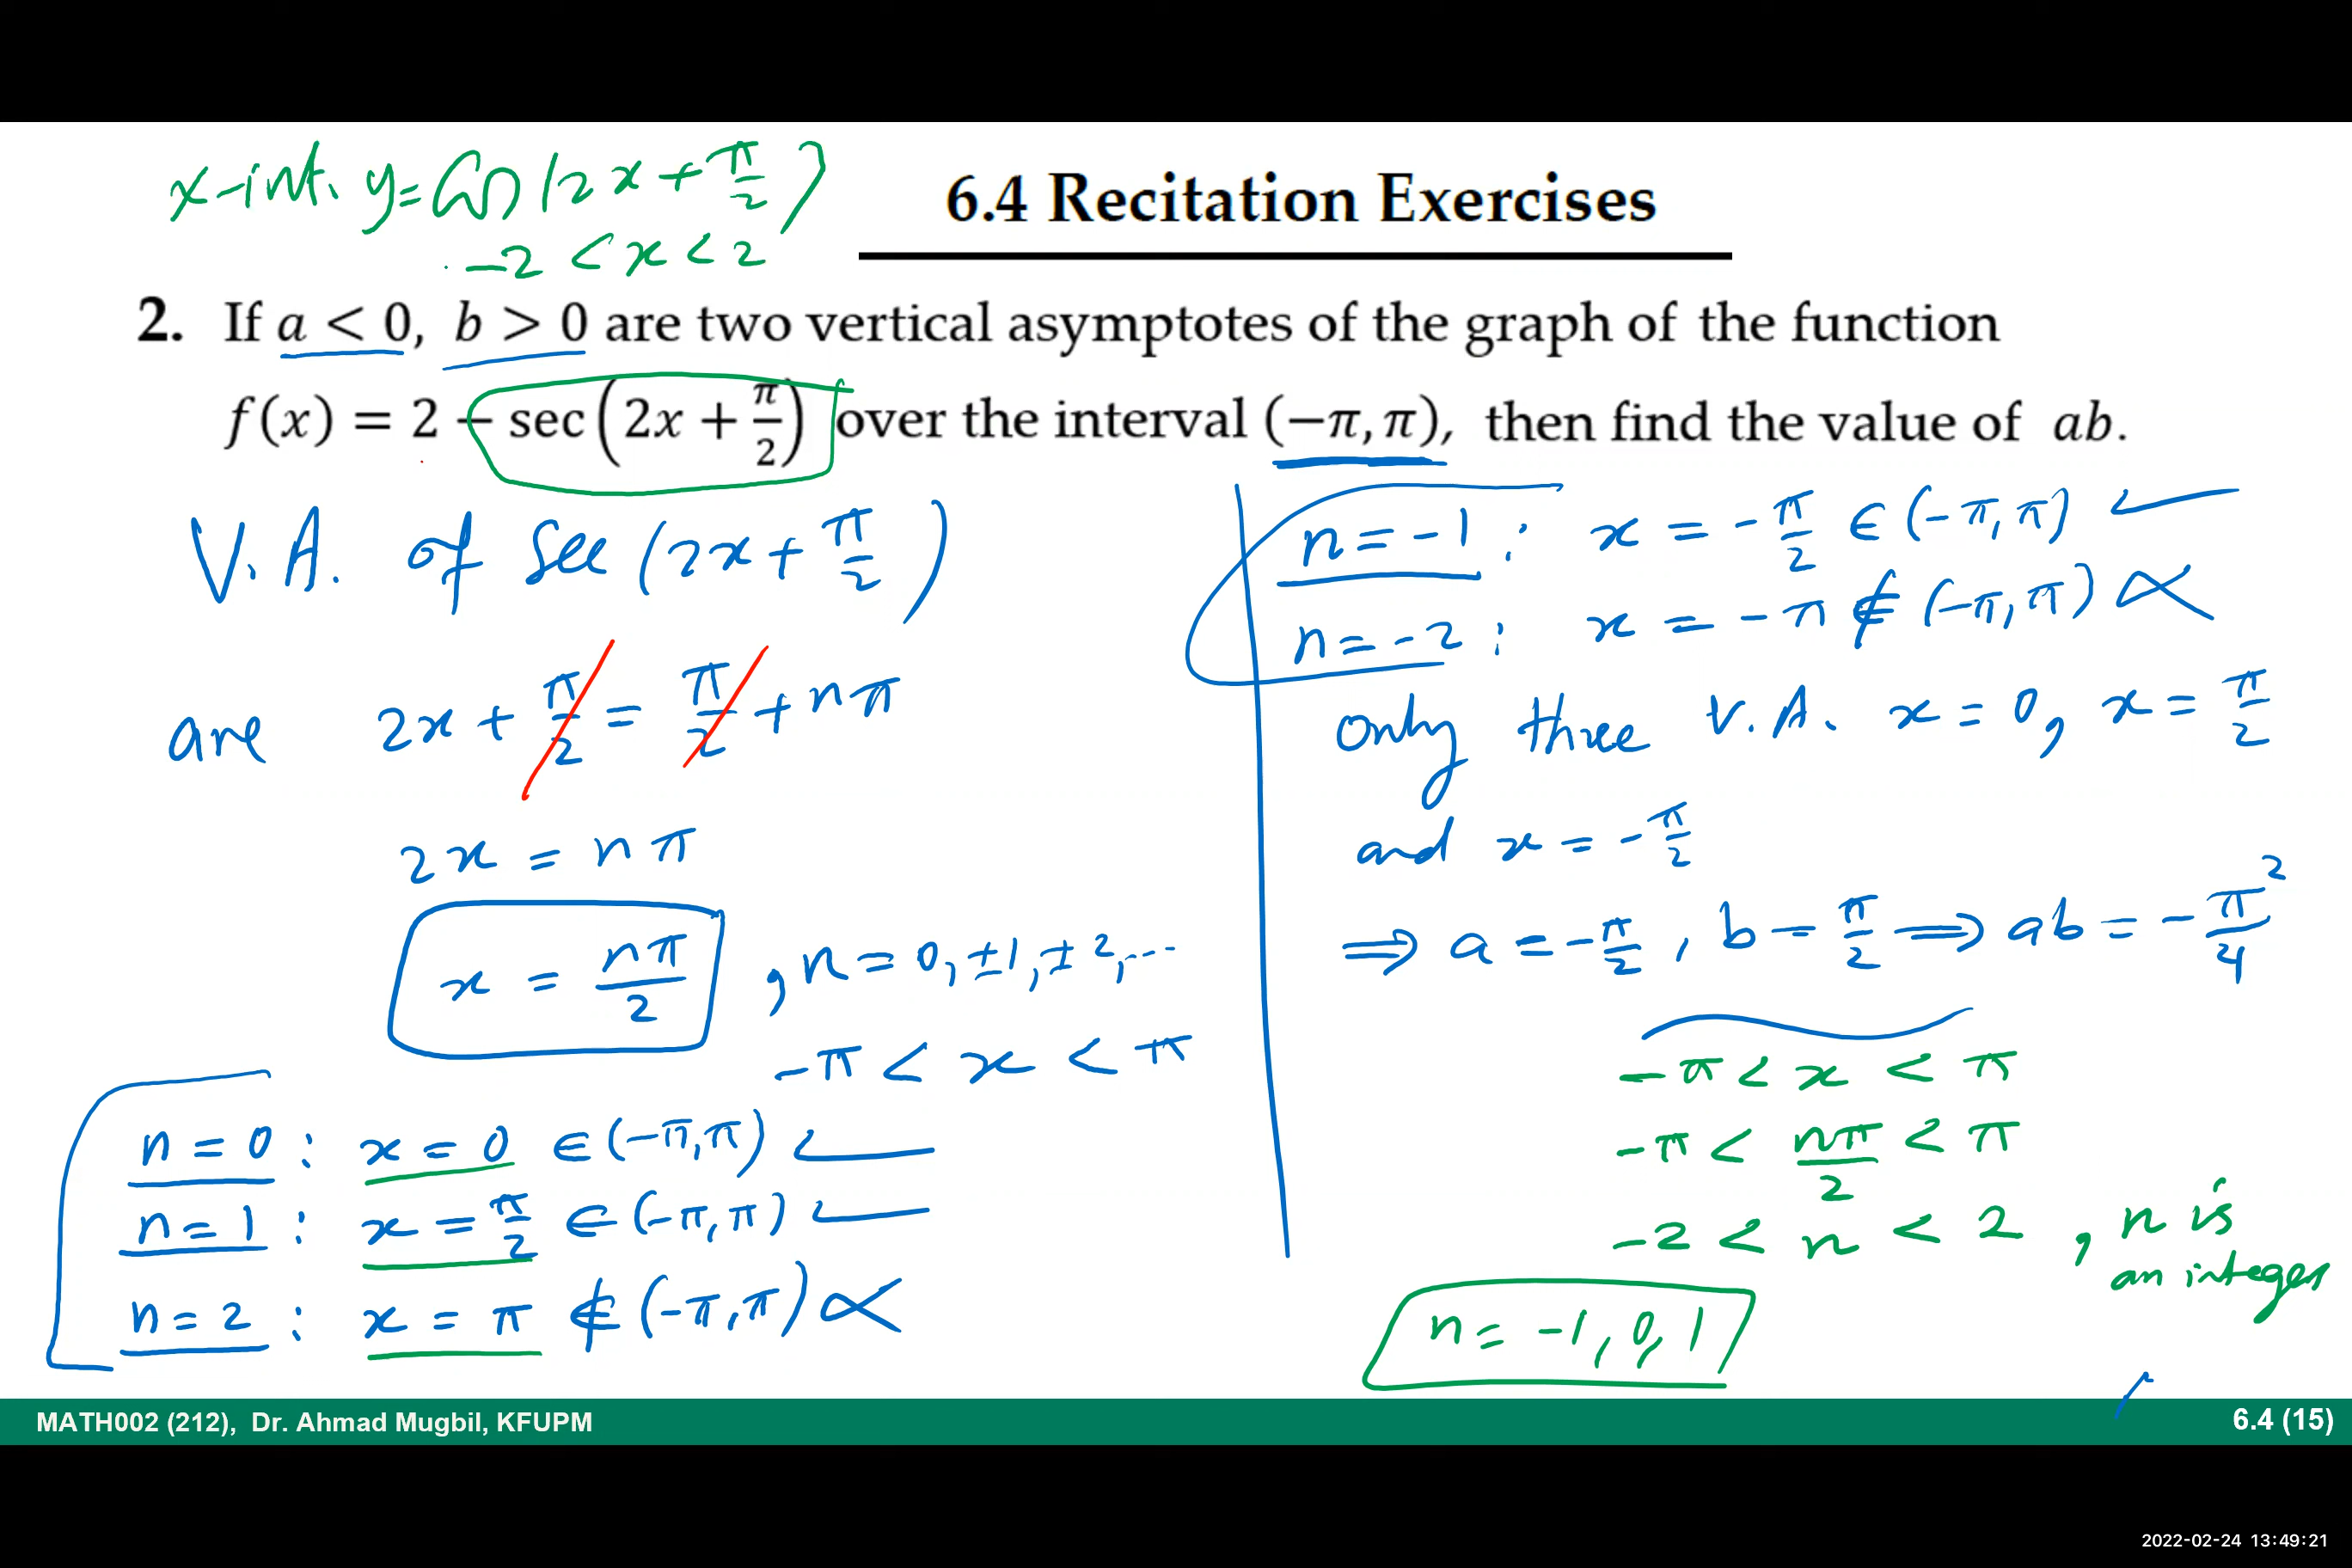 x-int. y=cos(2x+π/2)
-2 < x < 2
6.4 Recitation Exercises
2. If a < 0, b > 0 are two vertical asymptotes of the graph of the function
f(x) = 2 − sec(2x + π/2) over the interval (−π, π), then find the value of ab.
V.A. of sec(2x+π/2)
are 2x+π/2 = π/2 + nπ
2x = nπ
x = nπ/2 , n = 0, ±1, ±2, ...
-π < x < π
n = 0 : x = 0 ∈ (-π,π)
n = 1 : x = π/2 ∈ (-π,π)
n = 2 : x = π ∉ (-π,π)
n = -1 : x = -π/2 ∈ (-π,π)
n = -2 : x = -π ∉ (-π,π)
only three V.A. x = 0, x = π/2
and x = -π/2
⇒ a = -π/2 , b = π/2 ⇒ ab = -π²/4
-π < x < π
-π < nπ/2 < π
-2 < n < 2 , n is
an integer
n = -1, 0, 1
MATH002 (212), Dr. Ahmad Mugbil, KFUPM
6.4 (15)
2022-02-24 13:49:21